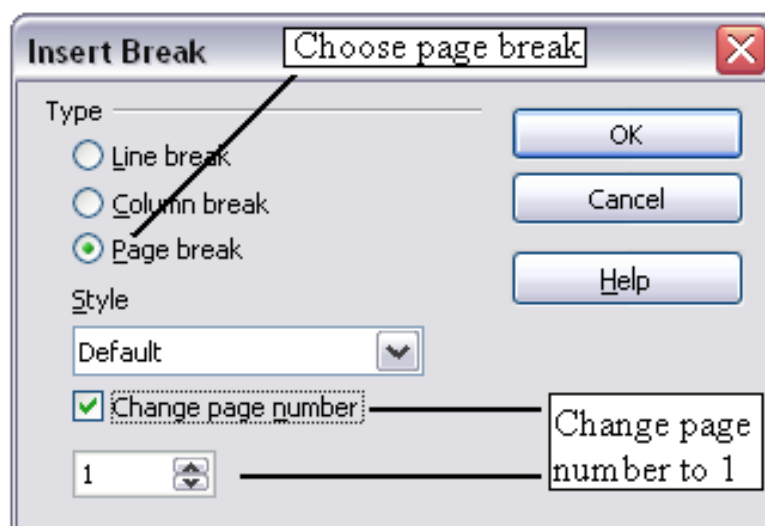 Insert Break
Choose page break
Type
Line break
OK
Column break
Cancel
Page break
Help
Style
Default
Change page number
Change page
number to 1
1